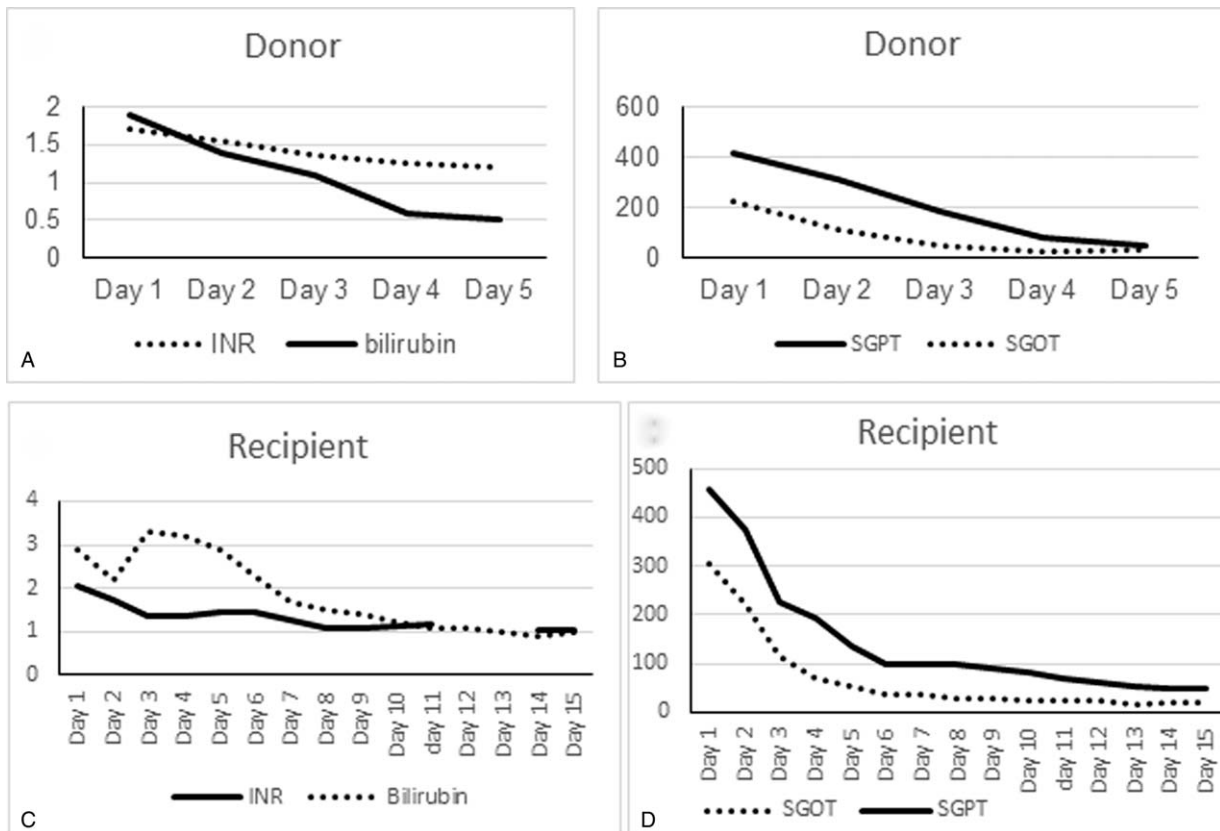 Donor
2
1.5
1
0.5
0
Day 1 Day 2 Day 3 Day 4 Day 5
INR bilirubin
A
Donor
600
400
200
0
Day 1 Day 2 Day 3 Day 4 Day 5
SGPT SGOT
B
Recipient
4
3
2
1
0
Day 1
Day 2
Day 3
Day 4
Day 5
Day 6
Day 7
Day 8
Day 9
Day 10
day 11
Day 12
Day 13
Day 14
Day 15
INR Bilirubin
C
Recipient
500
400
300
200
100
0
Day 1
Day 2
Day 3
Day 4
Day 5
Day 6
Day 7
Day 8
Day 9
Day 10
day 11
Day 12
Day 13
Day 14
Day 15
SGOT SGPT
D